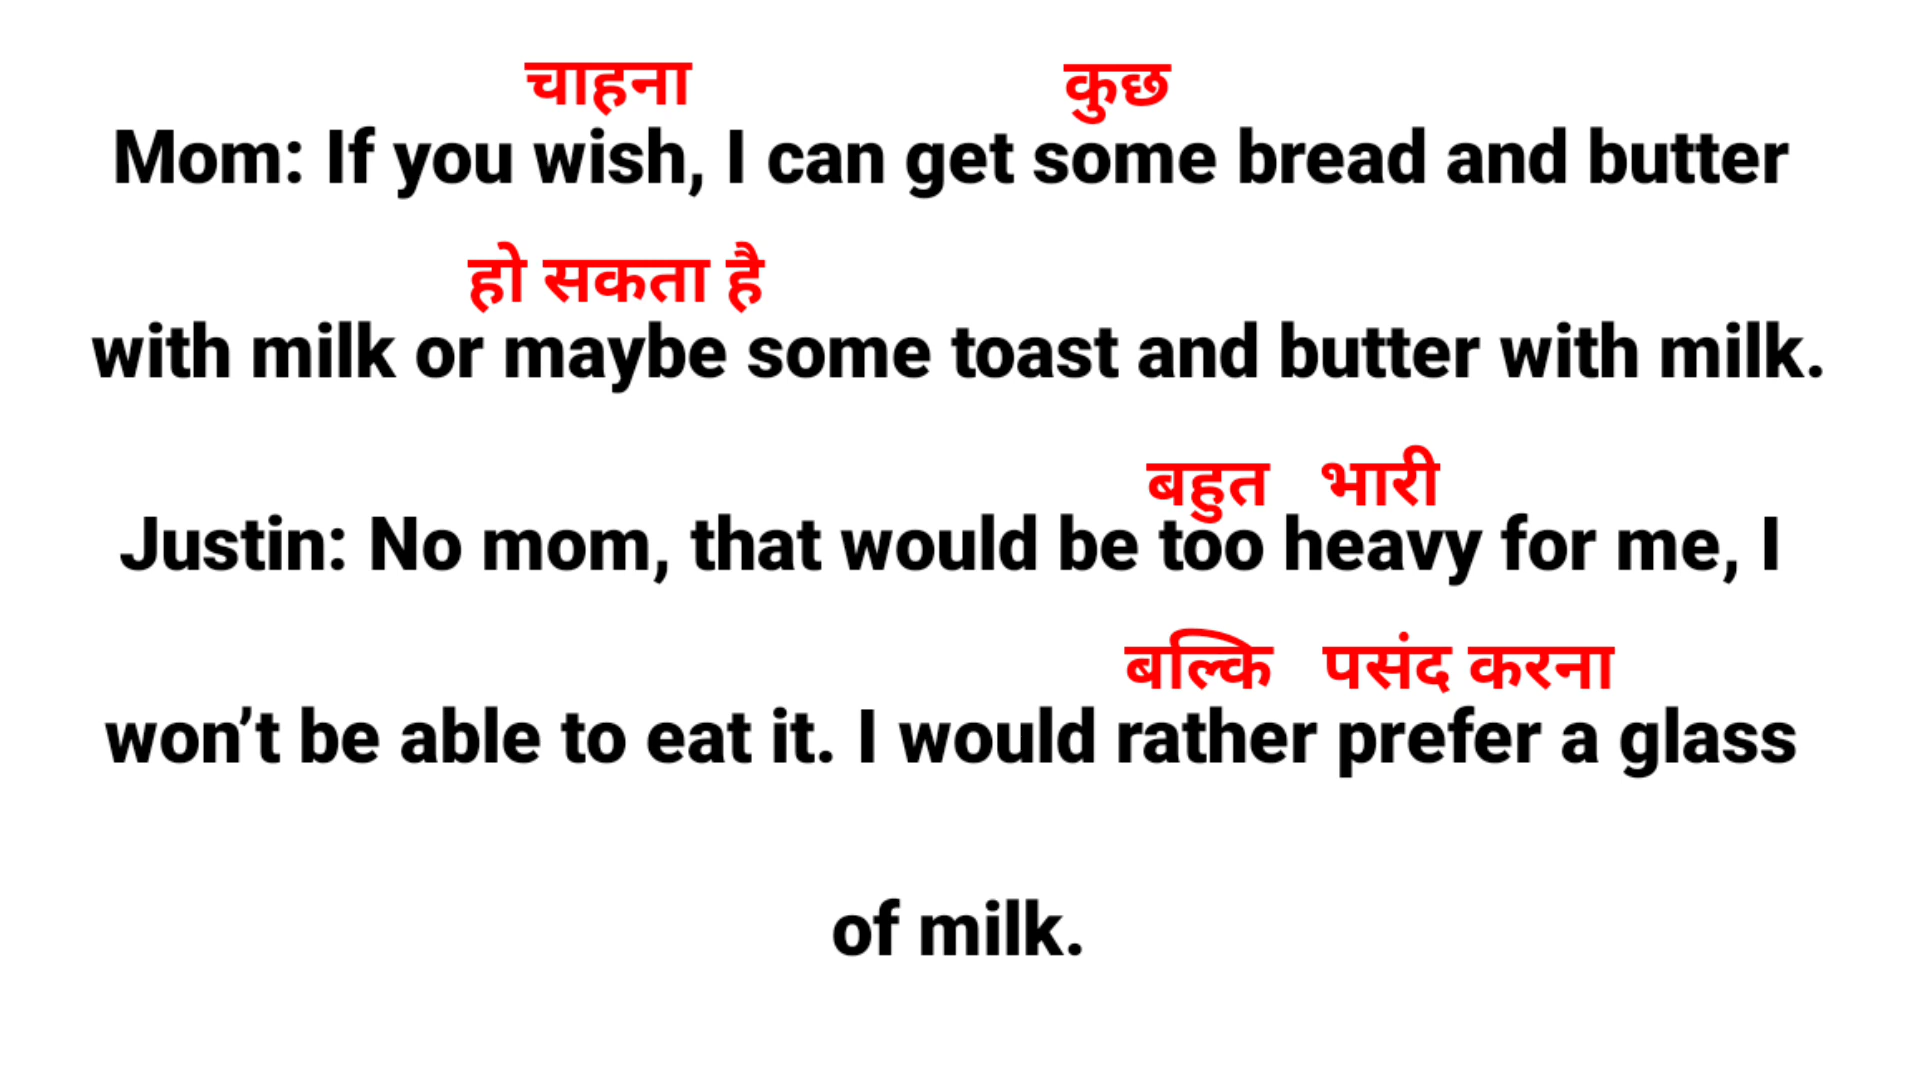 चाहना कुछ
Mom: If you wish, I can get some bread and butter
हो सकता है
with milk or maybe some toast and butter with milk.
बहुत भारी
Justin: No mom, that would be too heavy for me, I
बल्कि पसंद करना
won’t be able to eat it. I would rather prefer a glass
of milk.